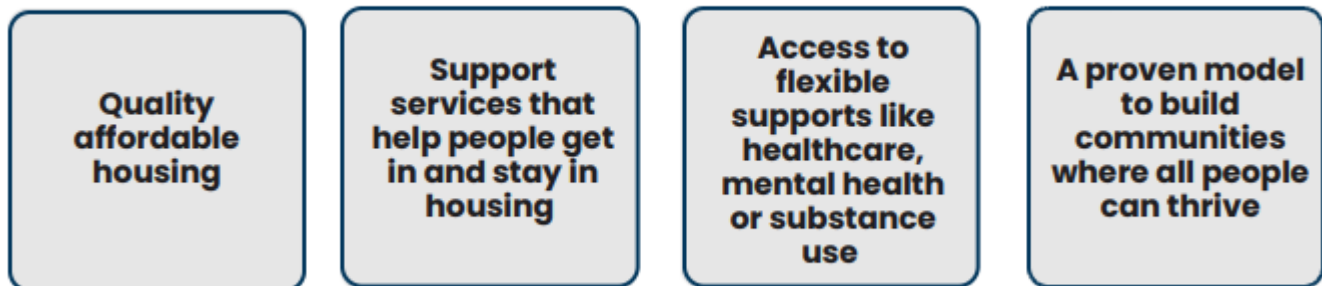 Quality
affordable
housing
Support
services that
help people get
in and stay in
housing
Access to
flexible
supports like
healthcare,
mental health
or substance
use
A proven model
to build
communities
where all people
can thrive